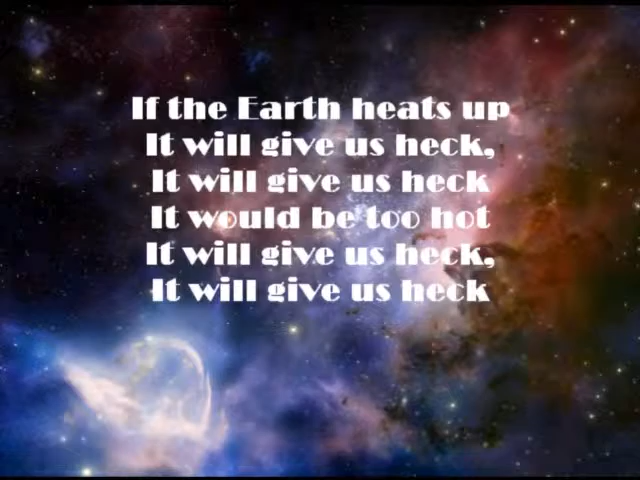 If the Earth heats up
It will give us heck,
It will give us heck
It would be too hot
It will give us heck,
It will give us heck